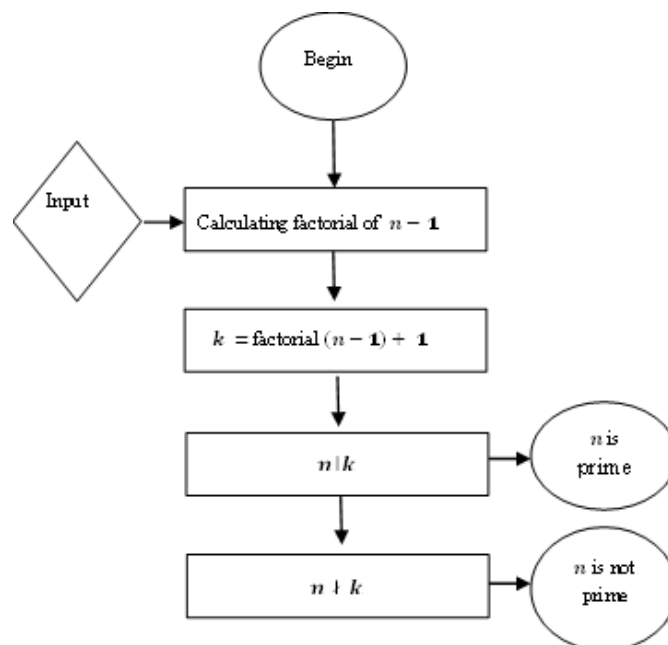 Begin
Input
Calculating factorial of n − 1
k = factorial (n − 1) + 1
n | k
n is
prime
n ∤ k
n is not
prime